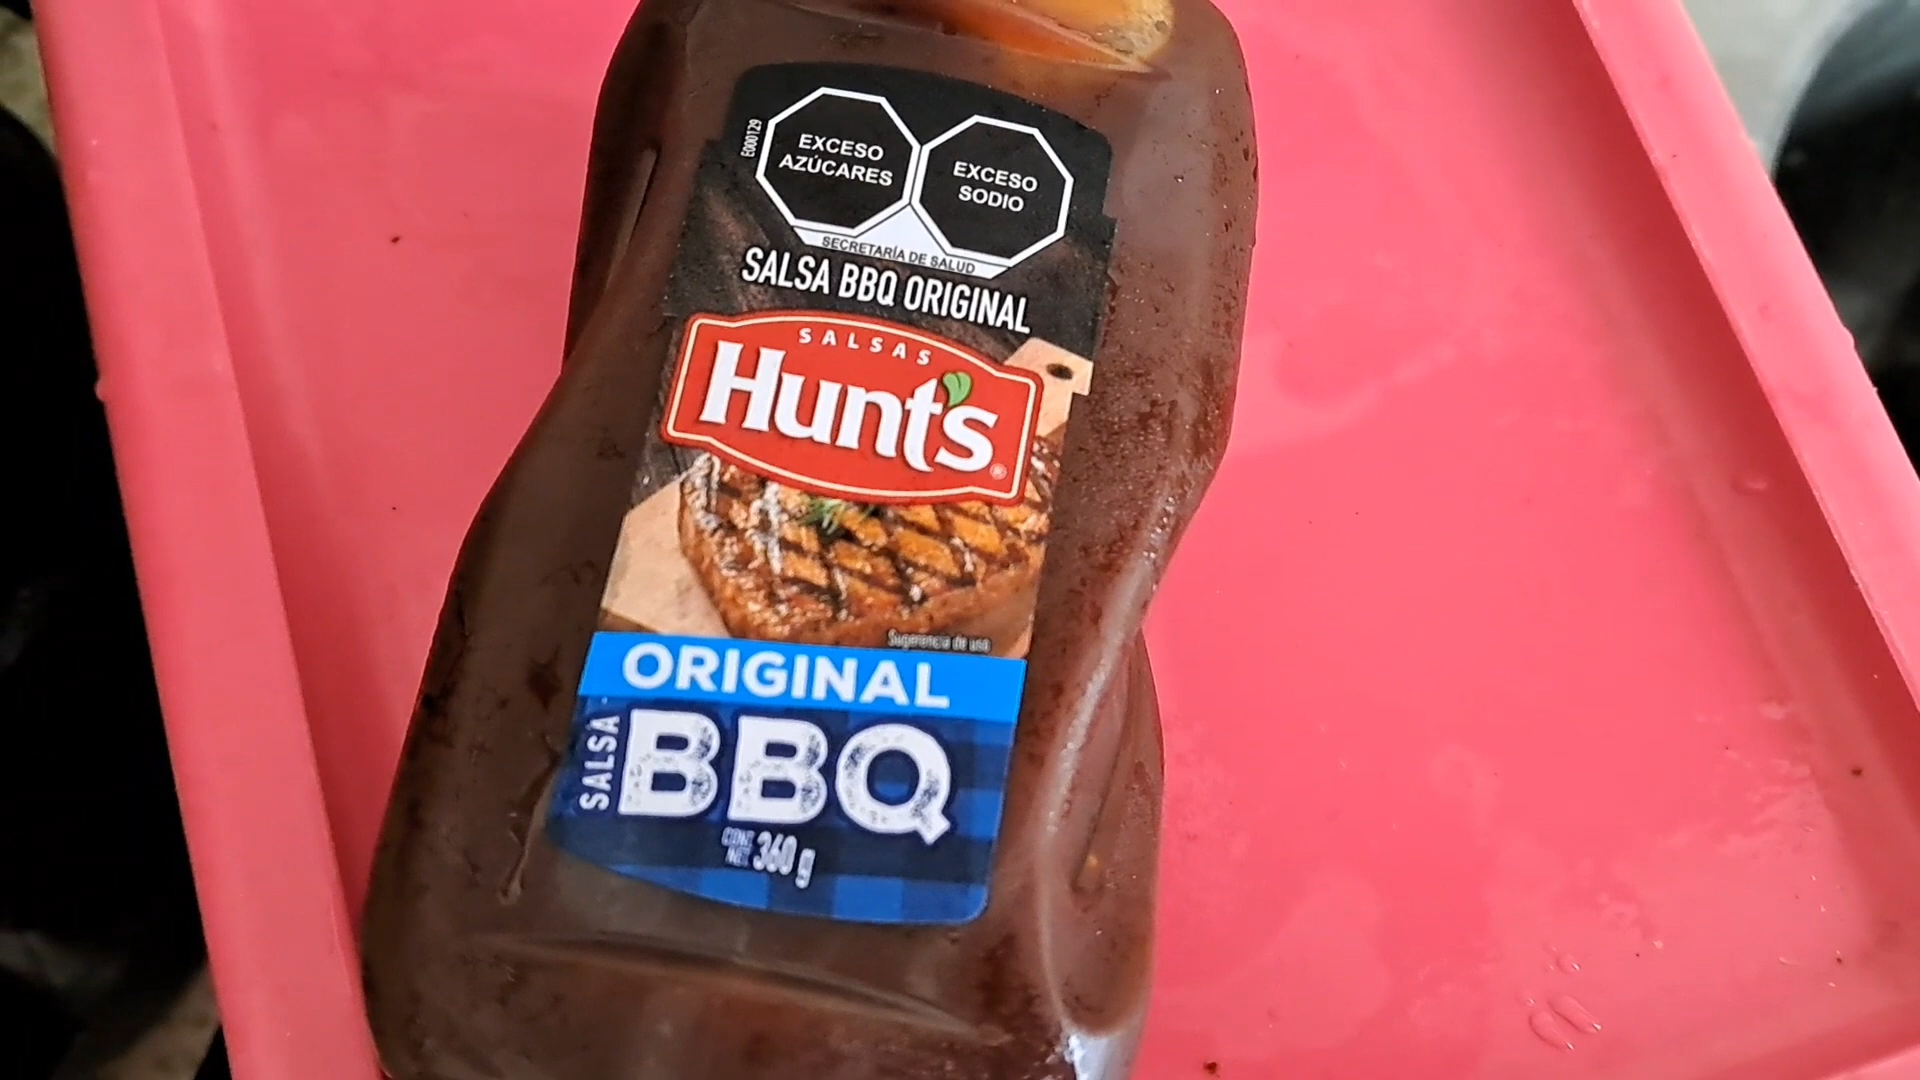 E000129
EXCESO
AZÚCARES
EXCESO
SODIO
SECRETARÍA DE SALUD
SALSA BBQ ORIGINAL
SALSAS
Hunt's
®
Sugerencia de uso
ORIGINAL
SALSA
BBQ
CONT.
NET.
360 g